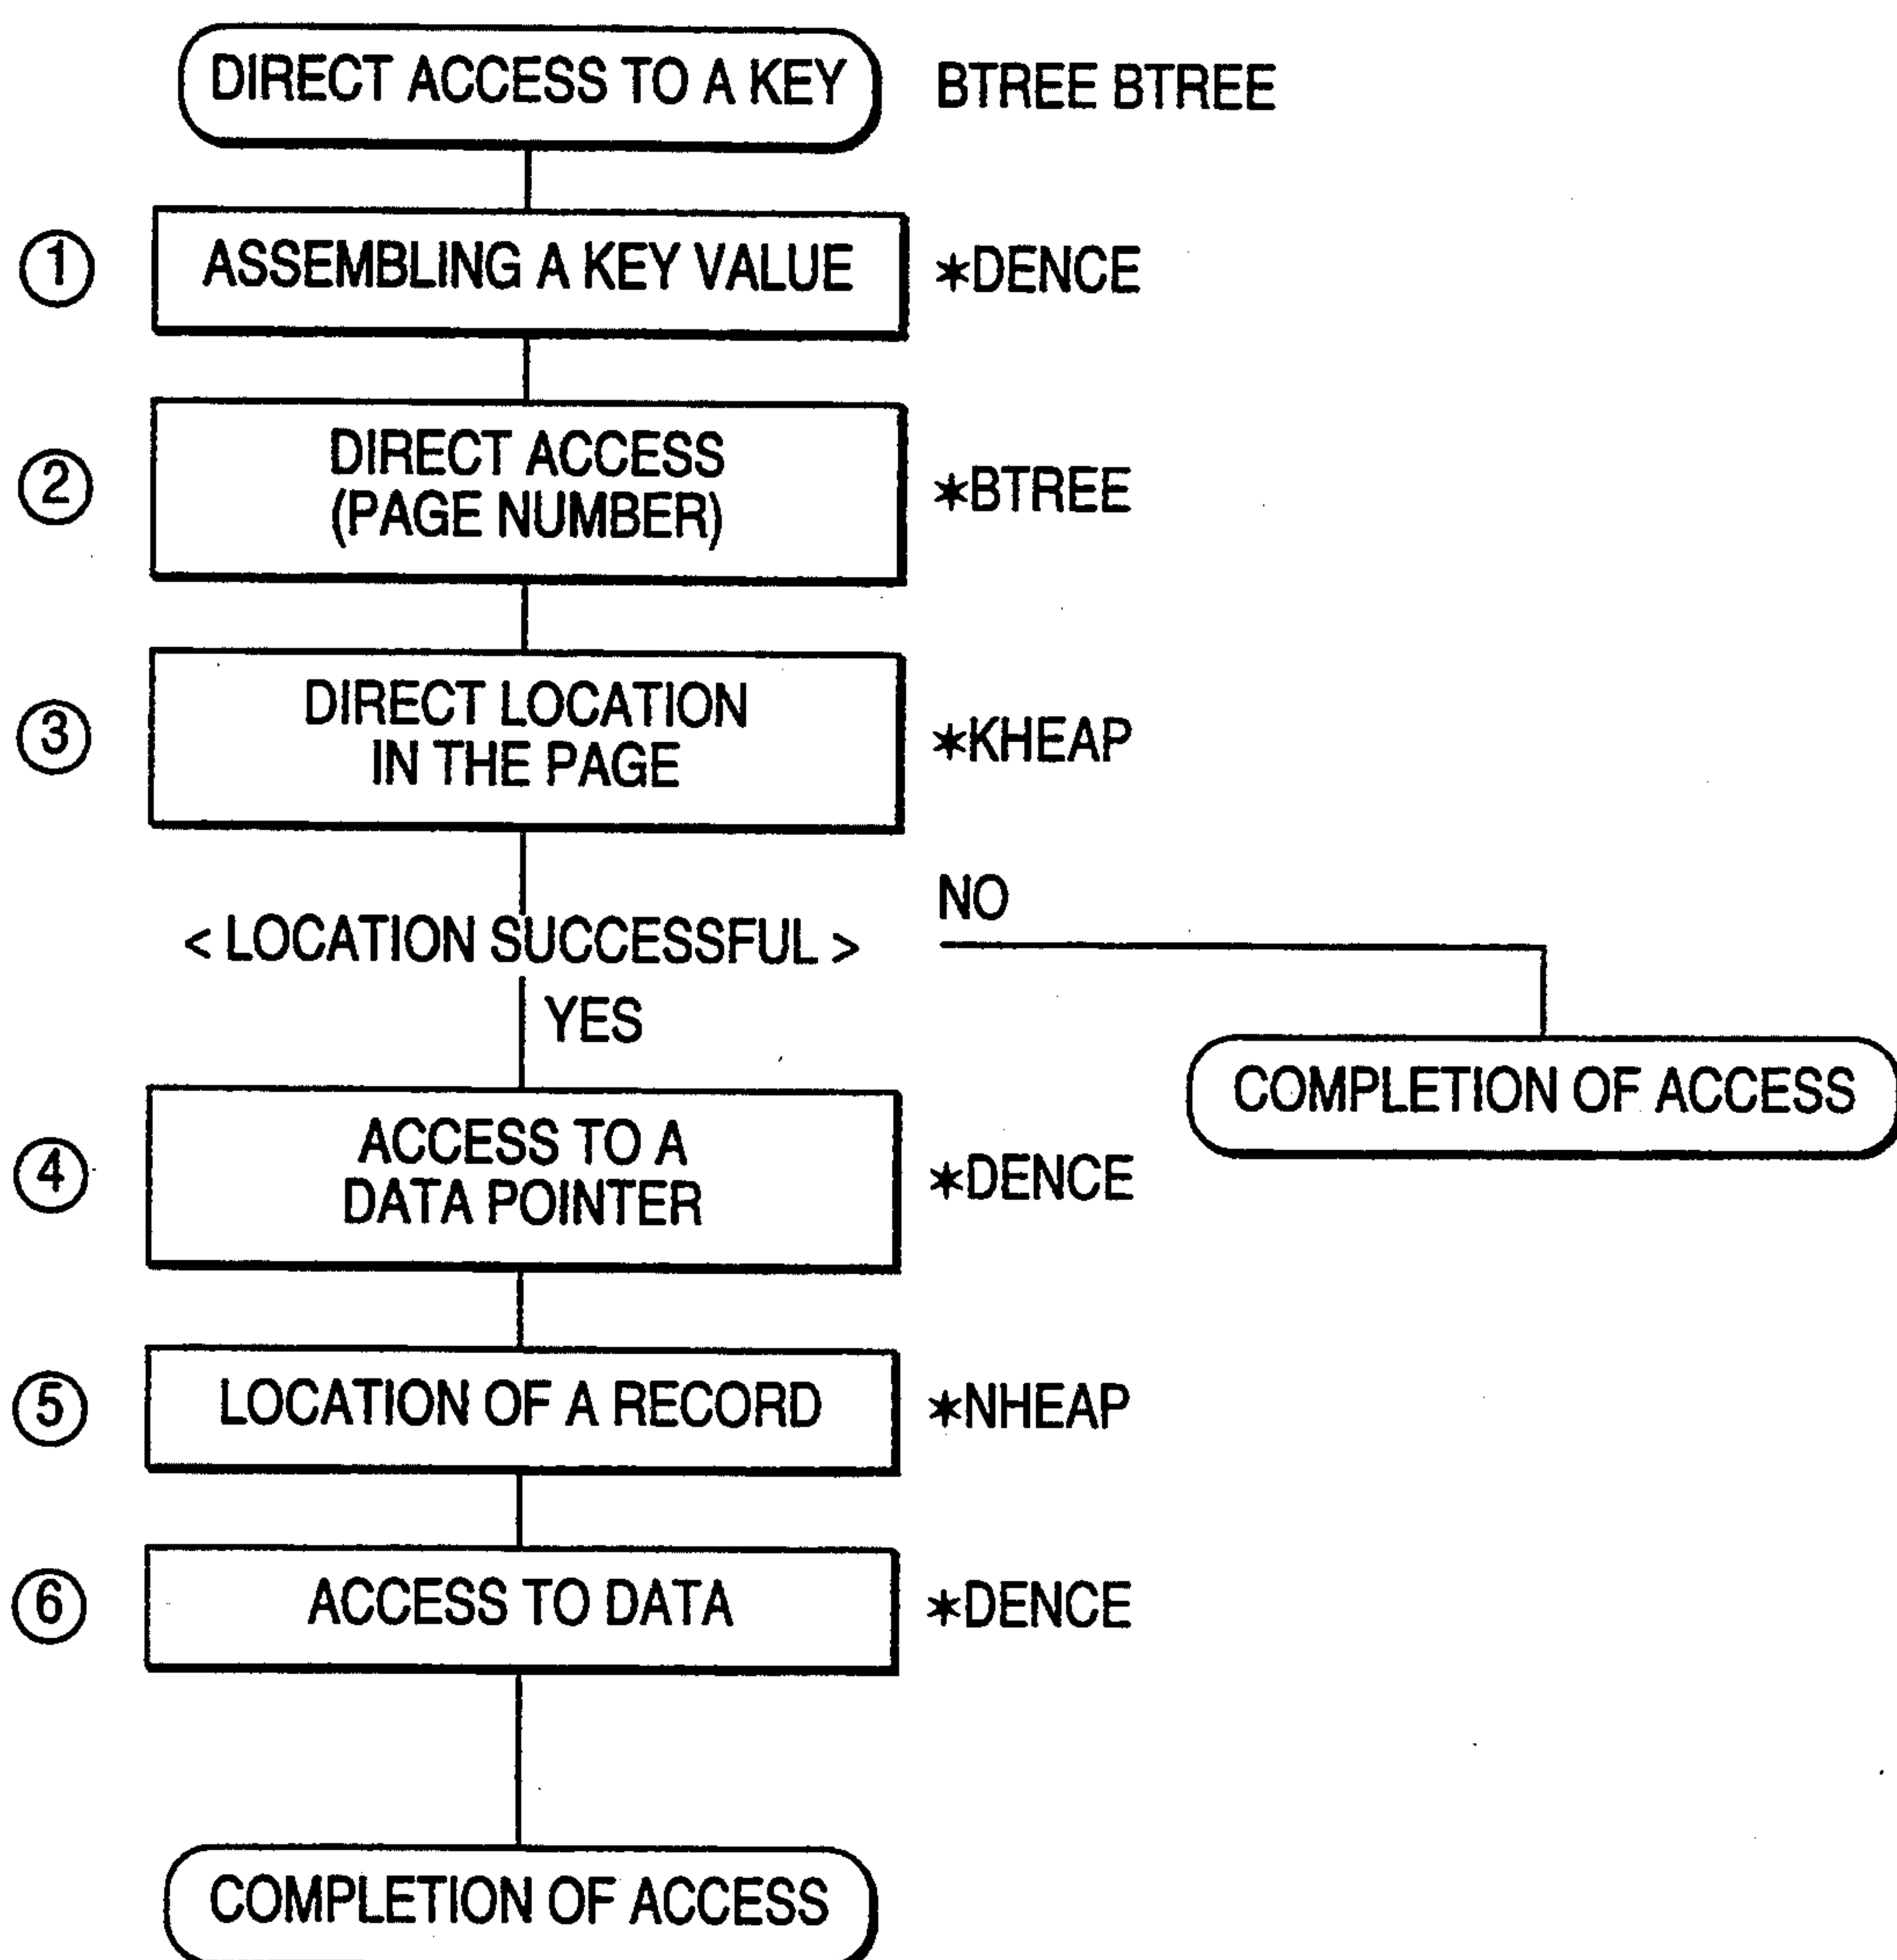 DIRECT ACCESS TO A KEY BTREE BTREE
① ASSEMBLING A KEY VALUE *DENCE
② DIRECT ACCESS
(PAGE NUMBER) *BTREE
③ DIRECT LOCATION
IN THE PAGE *KHEAP
< LOCATION SUCCESSFUL > NO
YES
COMPLETION OF ACCESS
④ ACCESS TO A
DATA POINTER *DENCE
⑤ LOCATION OF A RECORD *NHEAP
⑥ ACCESS TO DATA *DENCE
COMPLETION OF ACCESS